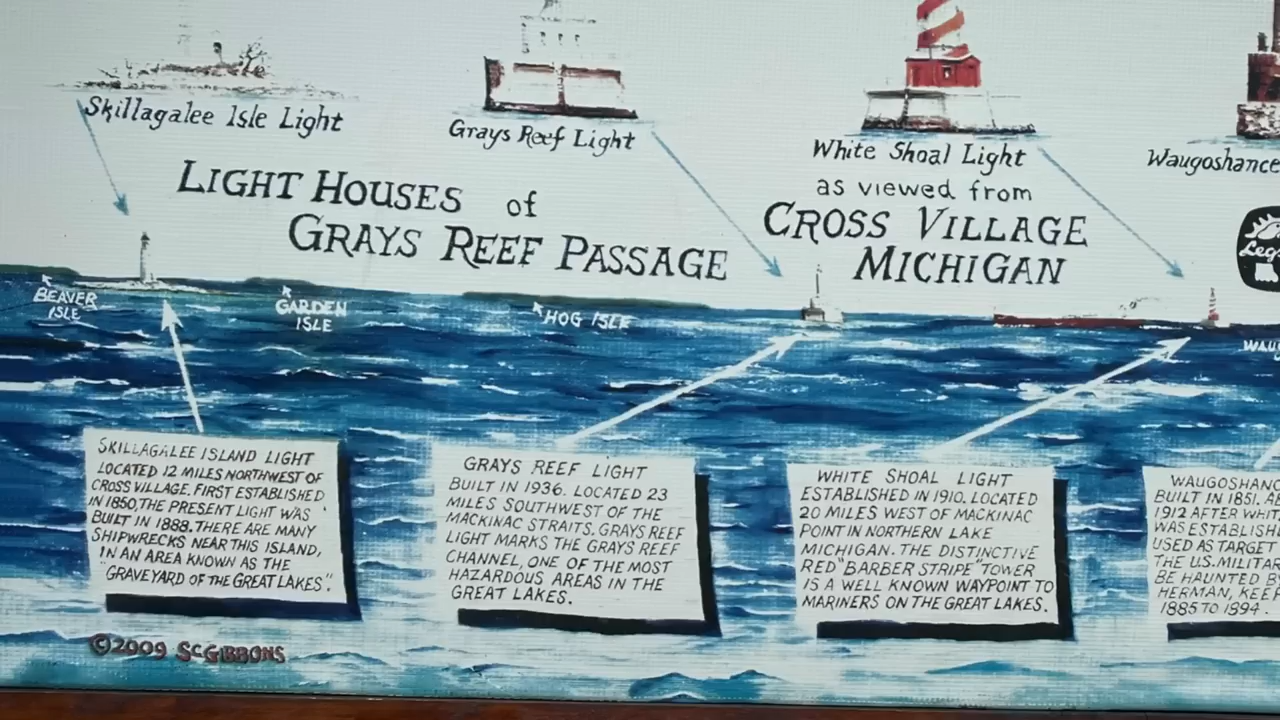 Skillagalee Isle Light
Grays Reef Light
White Shoal Light
Waugoshance
LIGHT HOUSES of
GRAYS REEF PASSAGE
as viewed from
CROSS VILLAGE
MICHIGAN
BEAVER
ISLE
GARDEN
ISLE
HOG ISLE
SKILLAGALEE ISLAND LIGHT
LOCATED 12 MILES NORTHWEST OF
CROSS VILLAGE. FIRST ESTABLISHED
IN 1850, THE PRESENT LIGHT WAS
BUILT IN 1888. THERE ARE MANY
SHIPWRECKS NEAR THIS ISLAND,
IN AN AREA KNOWN AS THE
"GRAVEYARD OF THE GREAT LAKES".
GRAYS REEF LIGHT
BUILT IN 1936. LOCATED 23
MILES SOUTHWEST OF THE
MACKINAC STRAITS. GRAYS REEF
LIGHT MARKS THE GRAYS REEF
CHANNEL, ONE OF THE MOST
HAZARDOUS AREAS IN THE
GREAT LAKES.
WHITE SHOAL LIGHT
ESTABLISHED IN 1910. LOCATED
20 MILES WEST OF MACKINAC
POINT IN NORTHERN LAKE
MICHIGAN. THE DISTINCTIVE
RED "BARBER STRIPE" TOWER
IS A WELL KNOWN WAYPOINT TO
MARINERS ON THE GREAT LAKES.
WAUGOSHANC
BUILT IN 1851. A
1912 AFTER WHIT
WAS ESTABLISH
USED AS TARGET
THE U.S. MILITAR
BE HAUNTED B
HERMAN, KEE
1885 TO 1894.
©2009 SCGIBBONS